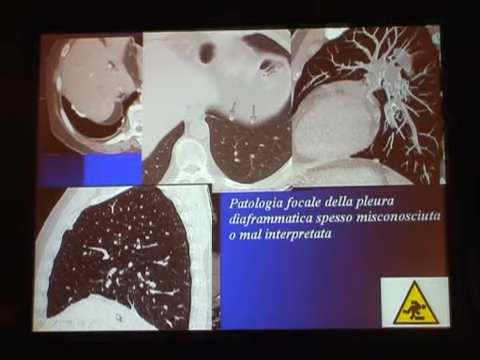 Patologia focale della pleura
diaframmatica spesso misconosciuta
o mal interpretata